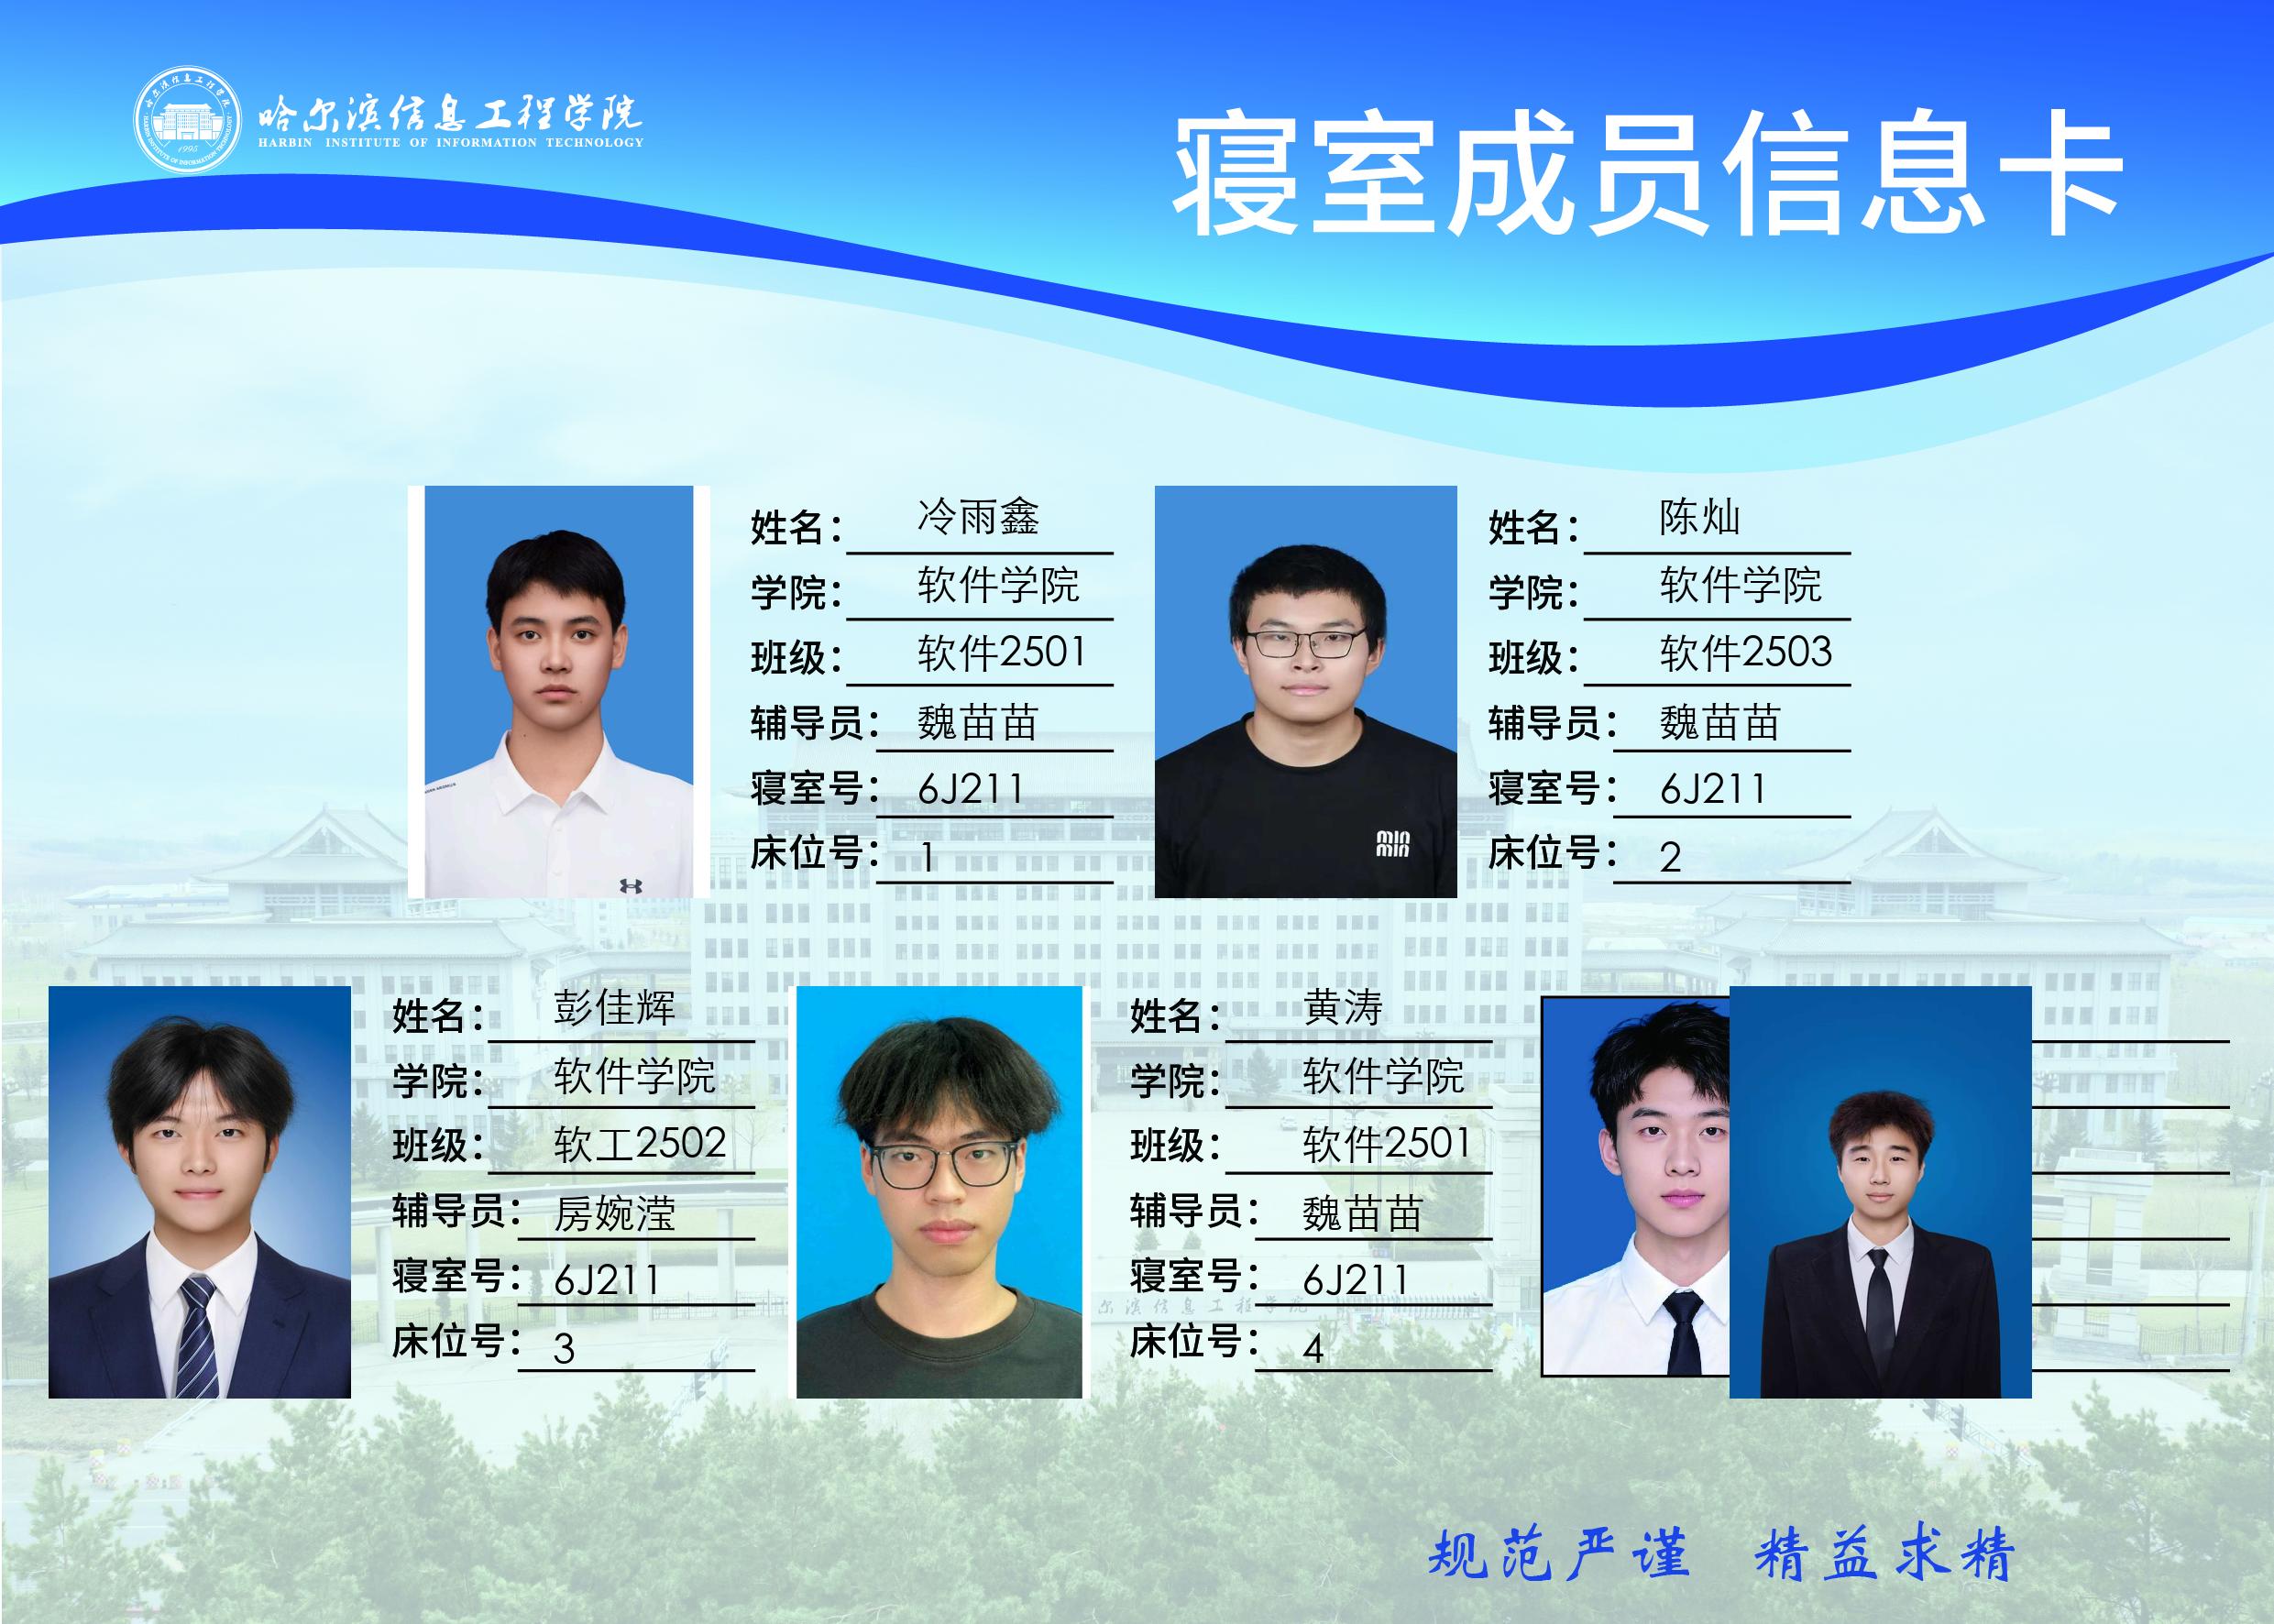 哈尔滨信息工程学院
HARBIN INSTITUTE OF INFORMATION TECHNOLOGY
1995
寝室成员信息卡
姓名： 冷雨鑫
学院： 软件学院
班级： 软件2501
辅导员： 魏苗苗
寝室号： 6J211
床位号： 1
姓名： 陈灿
学院： 软件学院
班级： 软件2503
辅导员： 魏苗苗
寝室号： 6J211
床位号： 2
min
min
姓名： 彭佳辉
学院： 软件学院
班级： 软工2502
辅导员： 房婉滢
寝室号： 6J211
床位号： 3
姓名： 黄涛
学院： 软件学院
班级： 软件2501
辅导员： 魏苗苗
寝室号： 6J211
床位号： 4
尔滨信息工程学院
规范严谨 精益求精